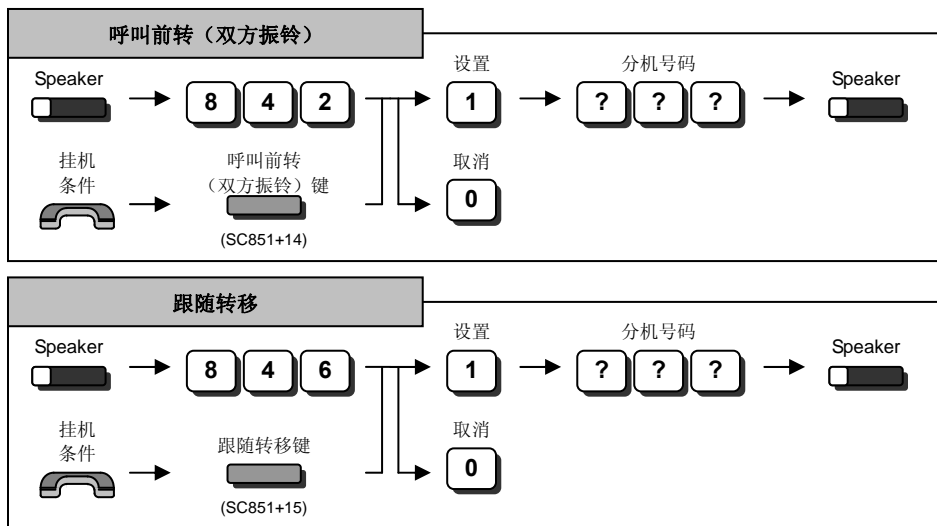 呼叫前转（双方振铃）
设置
分机号码
Speaker
8 4 2
1
? ? ?
Speaker
挂机
条件
呼叫前转
（双方振铃）键
(SC851+14)
取消
0
跟随转移
设置
分机号码
Speaker
8 4 6
1
? ? ?
Speaker
挂机
条件
跟随转移键
(SC851+15)
取消
0